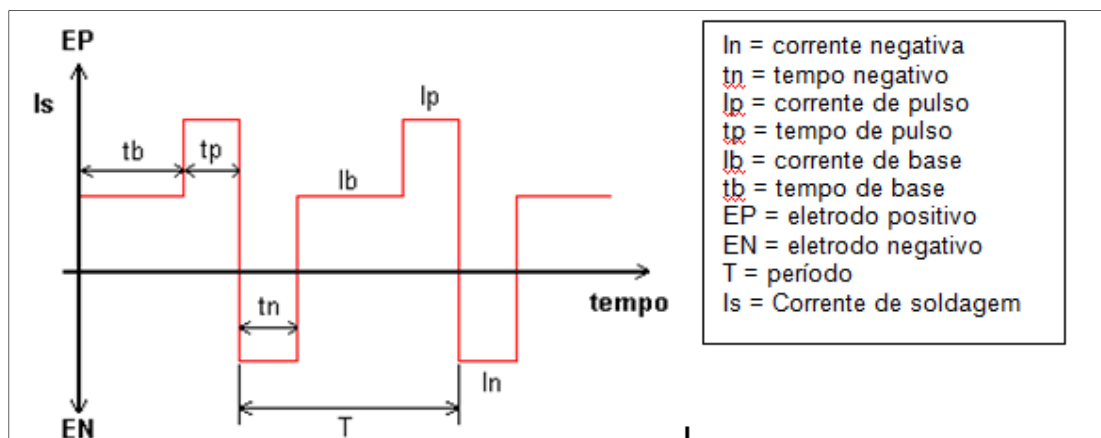 EP
Is
tb
tp
Ib
Ip
tn
tempo
In
T
EN
In = corrente negativa
tn = tempo negativo
Ip = corrente de pulso
tp = tempo de pulso
Ib = corrente de base
tb = tempo de base
EP = eletrodo positivo
EN = eletrodo negativo
T = período
Is = Corrente de soldagem